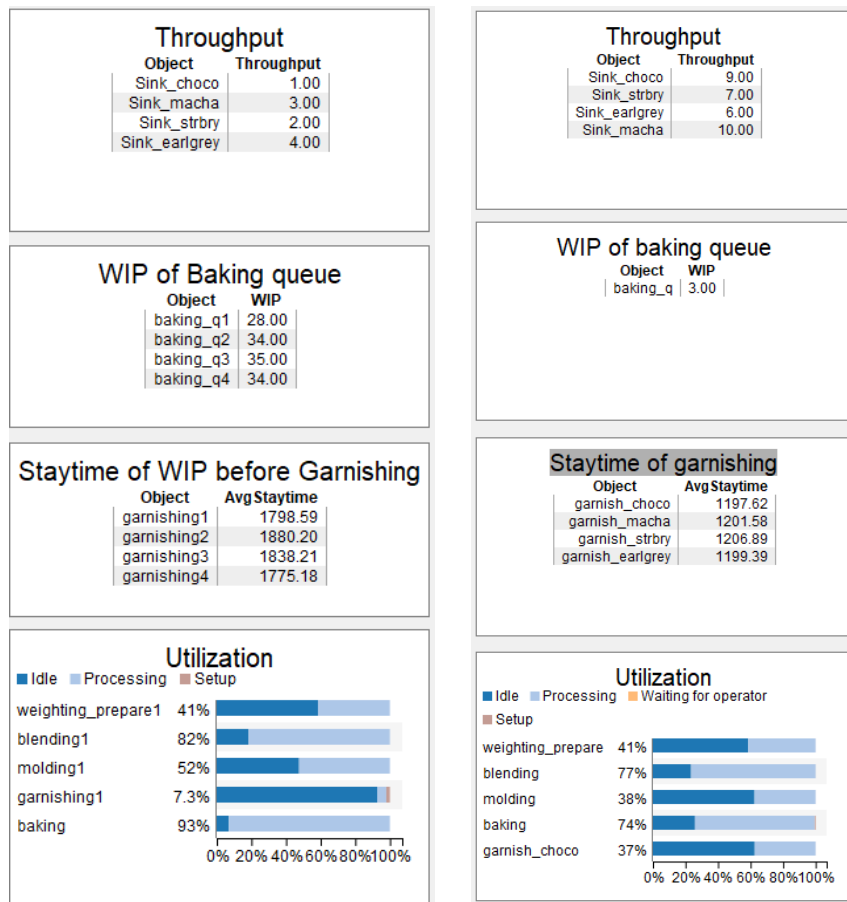 Throughput
Object Throughput
Sink_choco 1.00
Sink_macha 3.00
Sink_strbry 2.00
Sink_earlgrey 4.00
WIP of Baking queue
Object WIP
baking_q1 28.00
baking_q2 34.00
baking_q3 35.00
baking_q4 34.00
Staytime of WIP before Garnishing
Object AvgStaytime
garnishing1 1798.59
garnishing2 1880.20
garnishing3 1838.21
garnishing4 1775.18
Utilization
Idle Processing Setup
weighting_prepare1 41%
blending1 82%
molding1 52%
garnishing1 7.3%
baking 93%
0% 20% 40% 60% 80% 100%
Throughput
Object Throughput
Sink_choco 9.00
Sink_strbry 7.00
Sink_earlgrey 6.00
Sink_macha 10.00
WIP of baking queue
Object WIP
baking_q 3.00
Staytime of garnishing
Object AvgStaytime
garnish_choco 1197.62
garnish_macha 1201.58
garnish_strbry 1206.89
garnish_earlgrey 1199.39
Utilization
Idle Processing Waiting for operator
Setup
weighting_prepare 41%
blending 77%
molding 38%
baking 74%
garnish_choco 37%
0% 20% 40% 60% 80% 100%